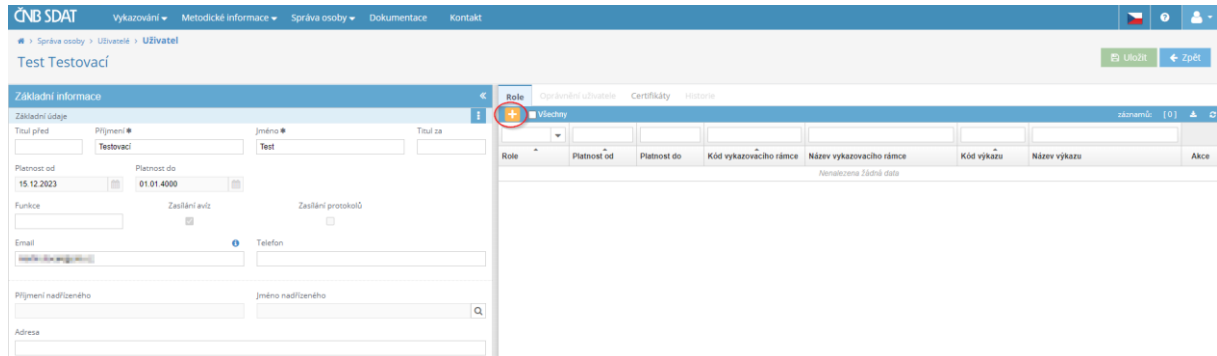 ČNB SDAT Vykazování Metodické informace Správa osoby Dokumentace Kontakt
Správa osoby > Uživatelé > Uživatel
Test Testovací
Uložit Zpět
Základní informace
Základní údaje
Titul před Příjmení Jméno Titul za
Testovací Test
Platnost od Platnost do
15.12.2023 01.01.4000
Funkce Zasílání avíz Zasílání protokolů
Email Telefon
Příjmení nadřízeného Jméno nadřízeného
Adresa
Role Oprávnění uživatele Certifikáty Historie
Všechny záznamů: [0]
Role Platnost od Platnost do Kód vykazovacího rámce Název vykazovacího rámce Kód výkazu Název výkazu Akce
Nenalezena žádná data